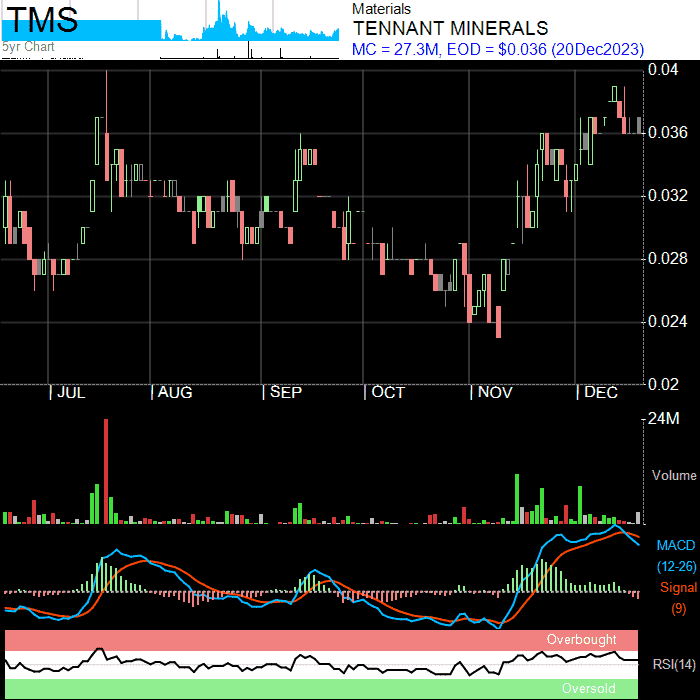 TMS
5yr Chart
Materials
TENNANT MINERALS
MC = 27.3M, EOD = $0.036 (20Dec2023)
0.04
0.036
0.032
0.028
0.024
0.02
| JUL | AUG | SEP | OCT | NOV | DEC
24M
Volume
MACD
(12-26)
Signal
(9)
Overbought
RSI(14)
Oversold